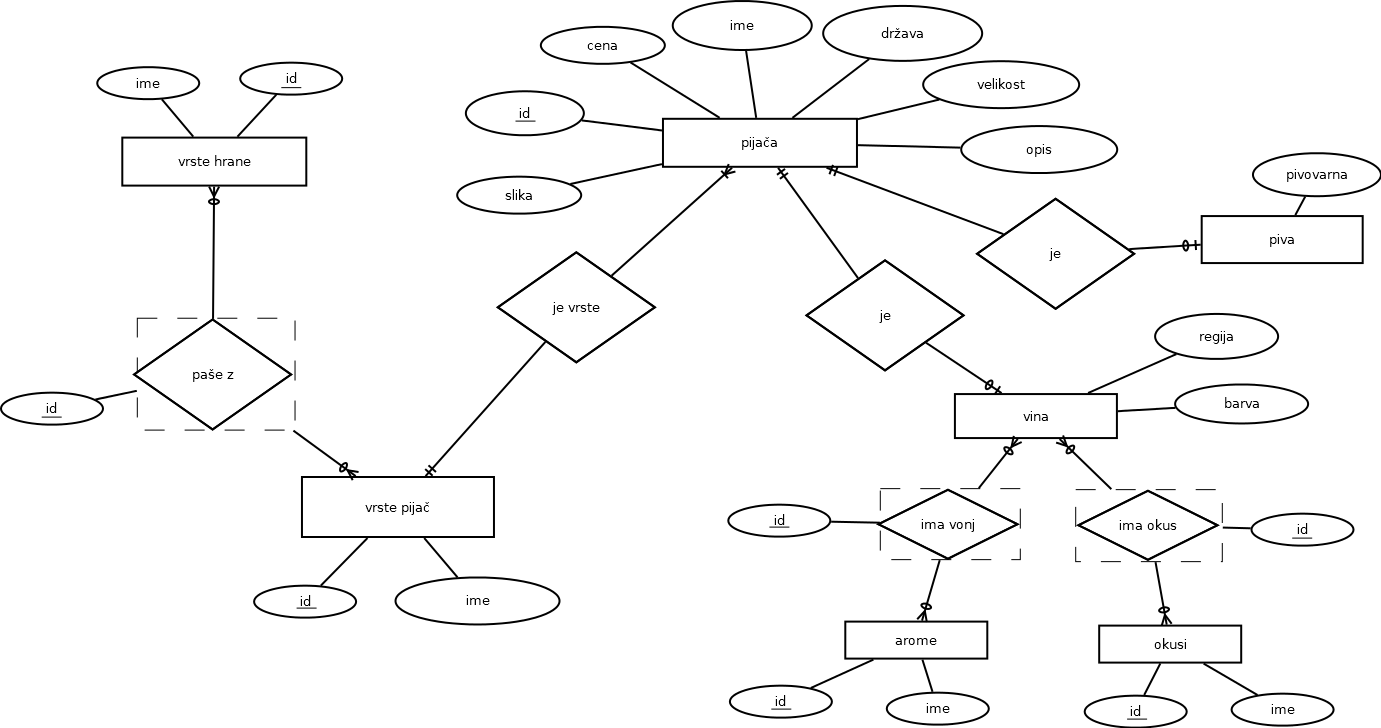 ime
država
cena
ime
id
velikost
id
pijača
opis
vrste hrane
pivovarna
slika
piva
je
je vrste
je
regija
paše z
barva
id
vina
vrste pijač
id
ima vonj
ima okus
id
id
ime
arome
okusi
id
ime
id
ime